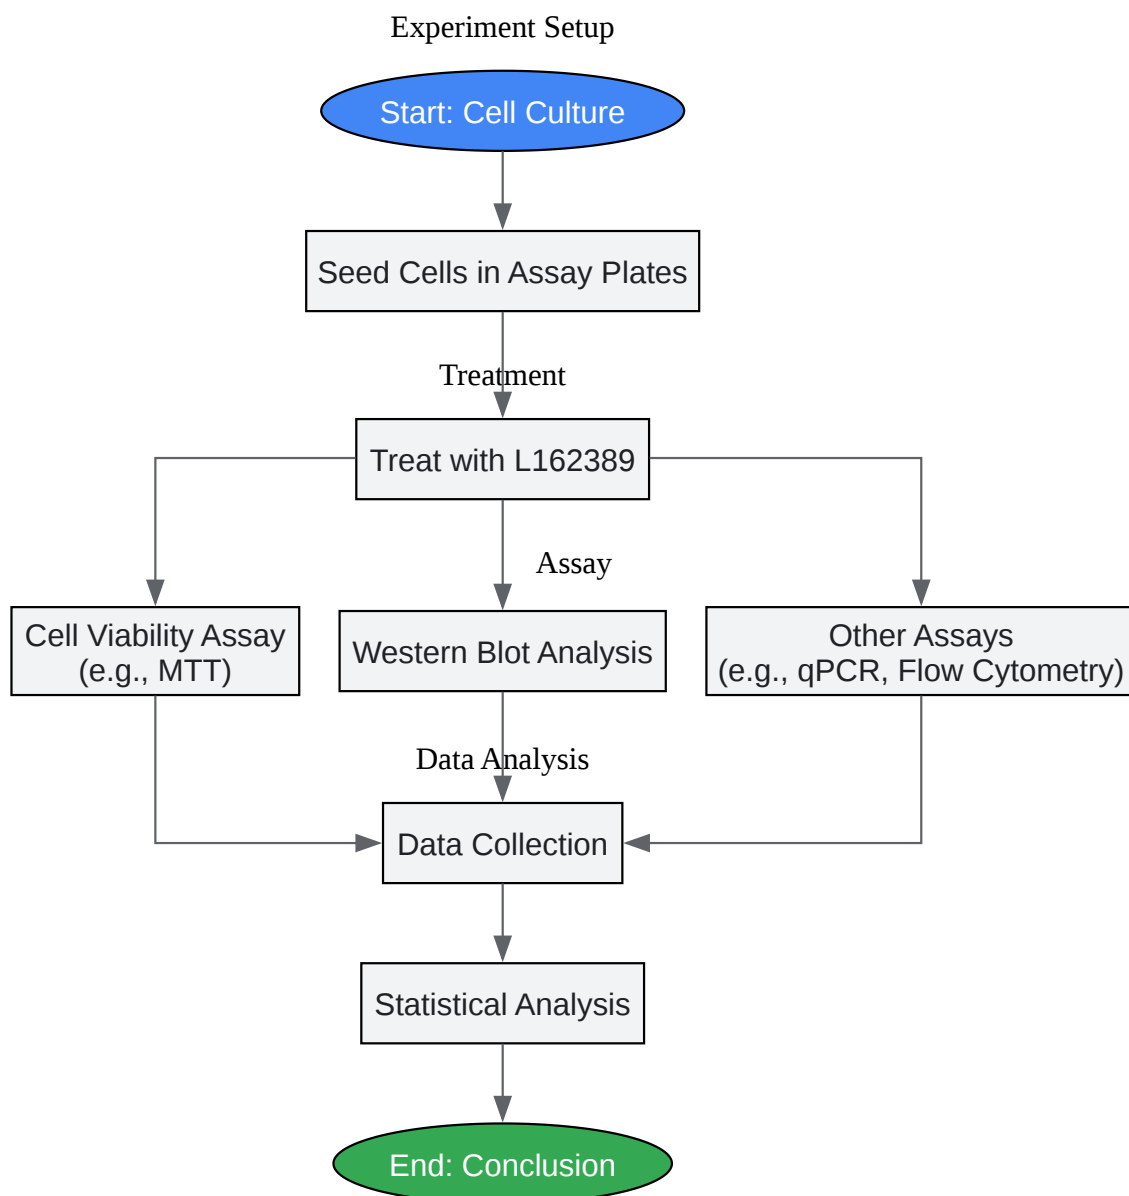 Experiment Setup
Start: Cell Culture
Seed Cells in Assay Plates
Treatment
Treat with L162389
Assay
Cell Viability Assay
(e.g., MTT)
Western Blot Analysis
Other Assays
(e.g., qPCR, Flow Cytometry)
Data Analysis
Data Collection
Statistical Analysis
End: Conclusion